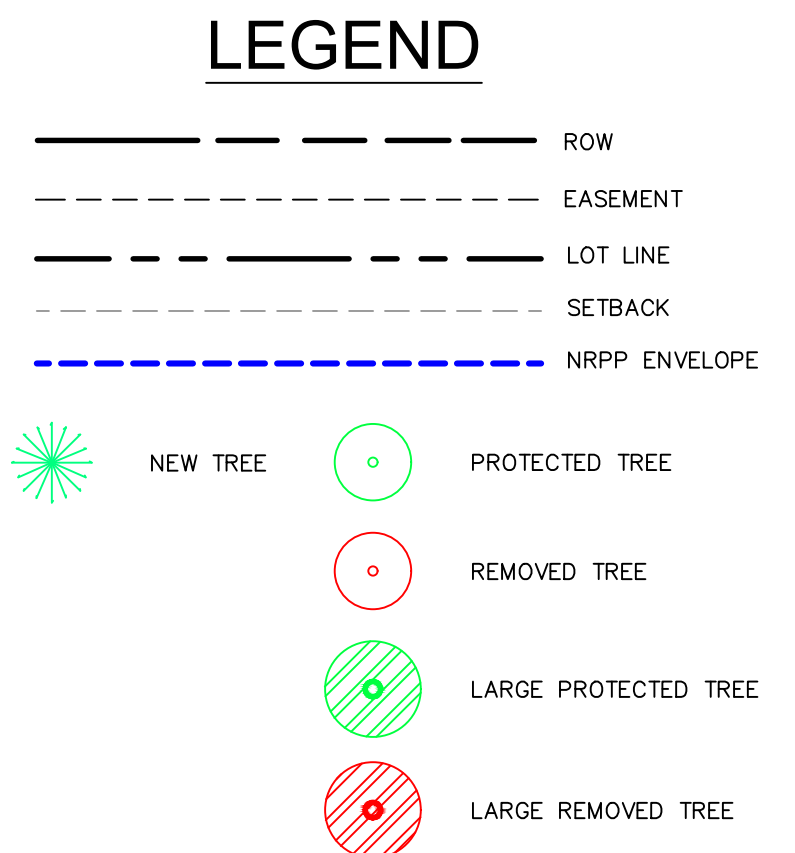 LEGEND
ROW
EASEMENT
LOT LINE
SETBACK
NRPP ENVELOPE
NEW TREE
PROTECTED TREE
REMOVED TREE
LARGE PROTECTED TREE
LARGE REMOVED TREE